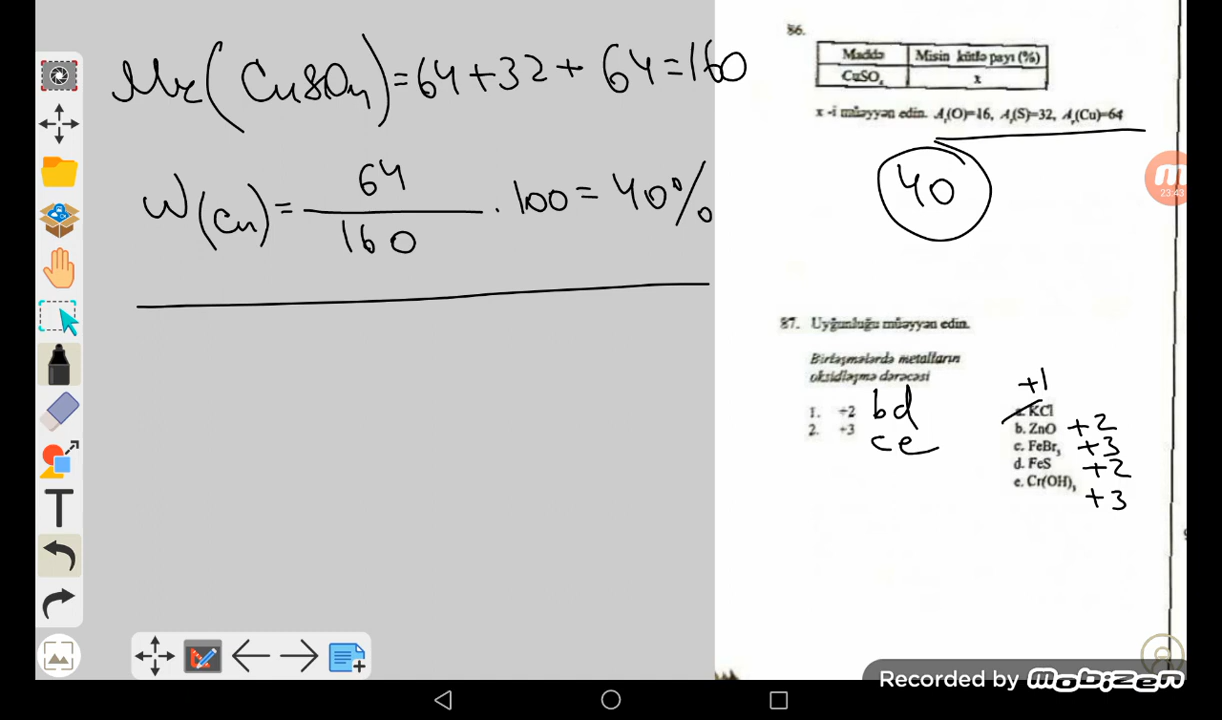 Mr(CuSO4)=64+32+64=160
W(Cu)= 64/160 . 100 = 40%
86.
Maddə Misin kütlə payı (%)
CuSO4 x
x -i müəyyən edin. Ar(O)=16, Ar(S)=32, Ar(Cu)=64
40
87. Uyğunluğu müəyyən edin.
Birləşmələrdə metalların
oksidləşmə dərəcəsi
1. +2 bd
2. +3 ce
+1
a. KCl
b. ZnO +2
c. FeBr3 +3
d. FeS +2
e. Cr(OH)3
+3
T
23:43
Recorded by mobizen